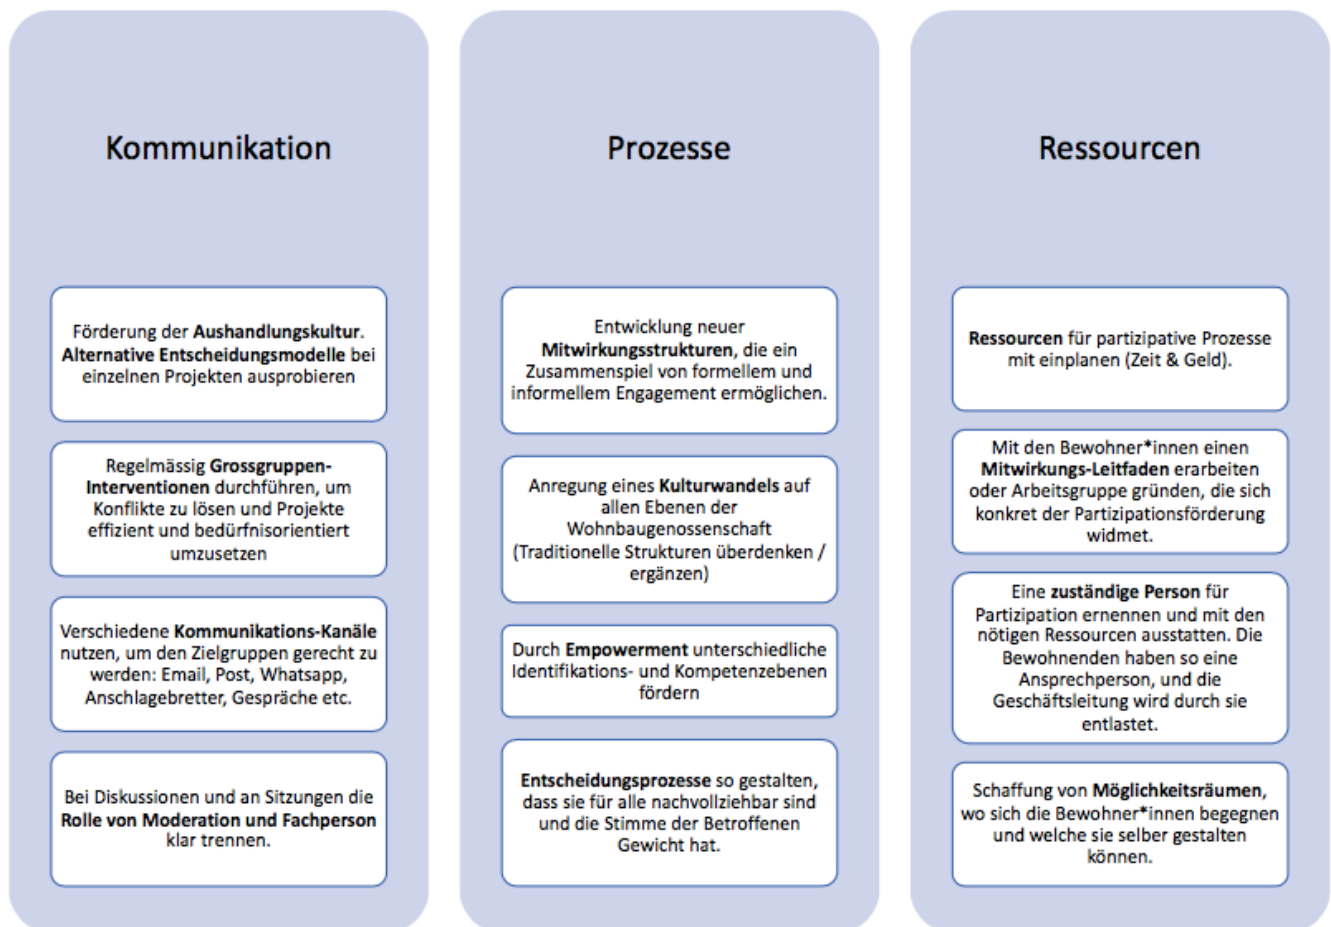 Kommunikation
Förderung der Aushandlungskultur.
Alternative Entscheidungsmodelle bei
einzelnen Projekten ausprobieren
Regelmässig Grossgruppen-
Interventionen durchführen, um
Konflikte zu lösen und Projekte
effizient und bedürfnisorientiert
umzusetzen
Verschiedene Kommunikations-Kanäle
nutzen, um den Zielgruppen gerecht zu
werden: Email, Post, Whatsapp,
Anschlagebretter, Gespräche etc.
Bei Diskussionen und an Sitzungen die
Rolle von Moderation und Fachperson
klar trennen.
Prozesse
Entwicklung neuer
Mitwirkungsstrukturen, die ein
Zusammenspiel von formellem und
informellem Engagement ermöglichen.
Anregung eines Kulturwandels auf
allen Ebenen der
Wohnbaugenossenschaft
(Traditionelle Strukturen überdenken /
ergänzen)
Durch Empowerment unterschiedliche
Identifikations- und Kompetenzebenen
fördern
Entscheidungsprozesse so gestalten,
dass sie für alle nachvollziehbar sind
und die Stimme der Betroffenen
Gewicht hat.
Ressourcen
Ressourcen für partizipative Prozesse
mit einplanen (Zeit & Geld).
Mit den Bewohner*innen einen
Mitwirkungs-Leitfaden erarbeiten
oder Arbeitsgruppe gründen, die sich
konkret der Partizipationsförderung
widmet.
Eine zuständige Person für
Partizipation ernennen und mit den
nötigen Ressourcen ausstatten. Die
Bewohnenden haben so eine
Ansprechperson, und die
Geschäftsleitung wird durch sie
entlastet.
Schaffung von Möglichkeitsräumen,
wo sich die Bewohner*innen begegnen
und welche sie selber gestalten
können.